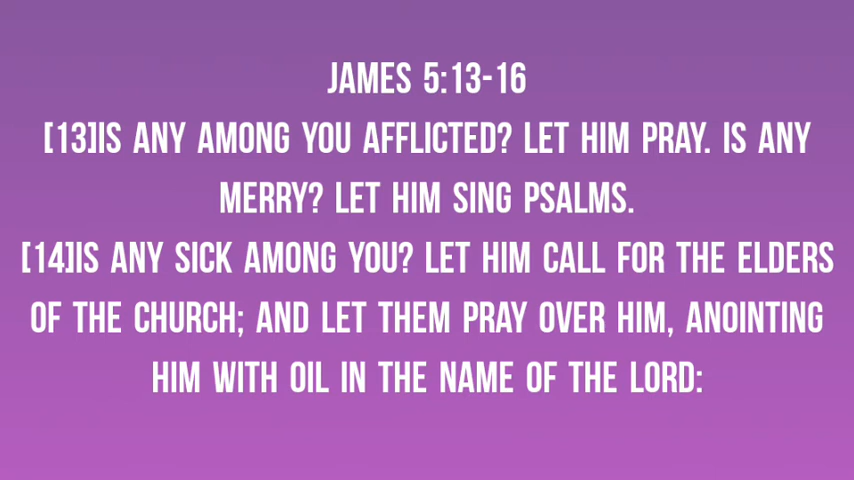 JAMES 5:13-16
[13]IS ANY AMONG YOU AFFLICTED? LET HIM PRAY. IS ANY
MERRY? LET HIM SING PSALMS.
[14]IS ANY SICK AMONG YOU? LET HIM CALL FOR THE ELDERS
OF THE CHURCH; AND LET THEM PRAY OVER HIM, ANOINTING
HIM WITH OIL IN THE NAME OF THE LORD: